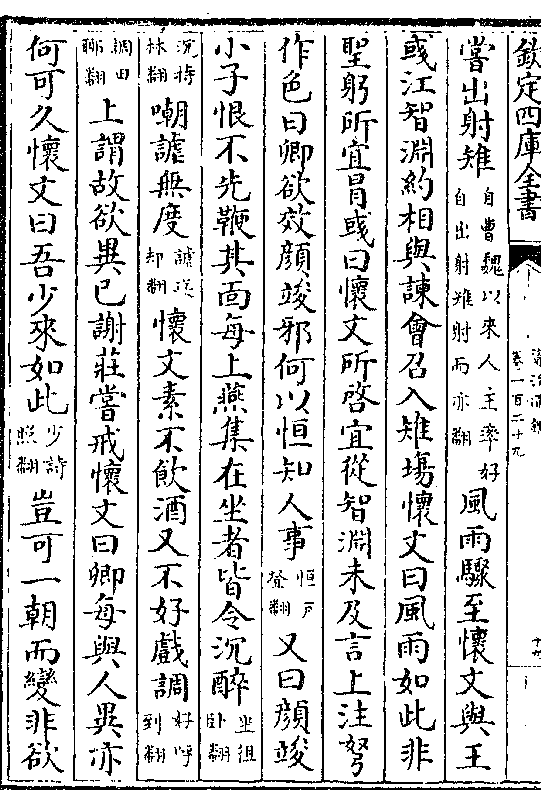 欽定四庫全書
卷一百二十九
嘗出射雉自曹魏以來人主率好自出射雉射而亦翻風雨驟至懷文與王
彧江智淵約相與諫會召入雉場懷文曰風雨如此非
聖躬所宜冒彧曰懷文所啓宜從智淵未及言上注弩
作色曰卿欲效顔竣邪何以恒知人事恒戸登翻又曰顔竣
小子恨不先鞭其面每上燕集在坐者皆令沉醉坐徂卧翻
沉持林翻嘲謔無度謔迄却翻懷文素不飲酒又不好戲調好呼到翻
調田聊翻上謂故欲異已謝莊嘗戒懷文曰卿每與人異亦
何可久懷文曰吾少來如此少詩照翻豈可一朝而變非欲